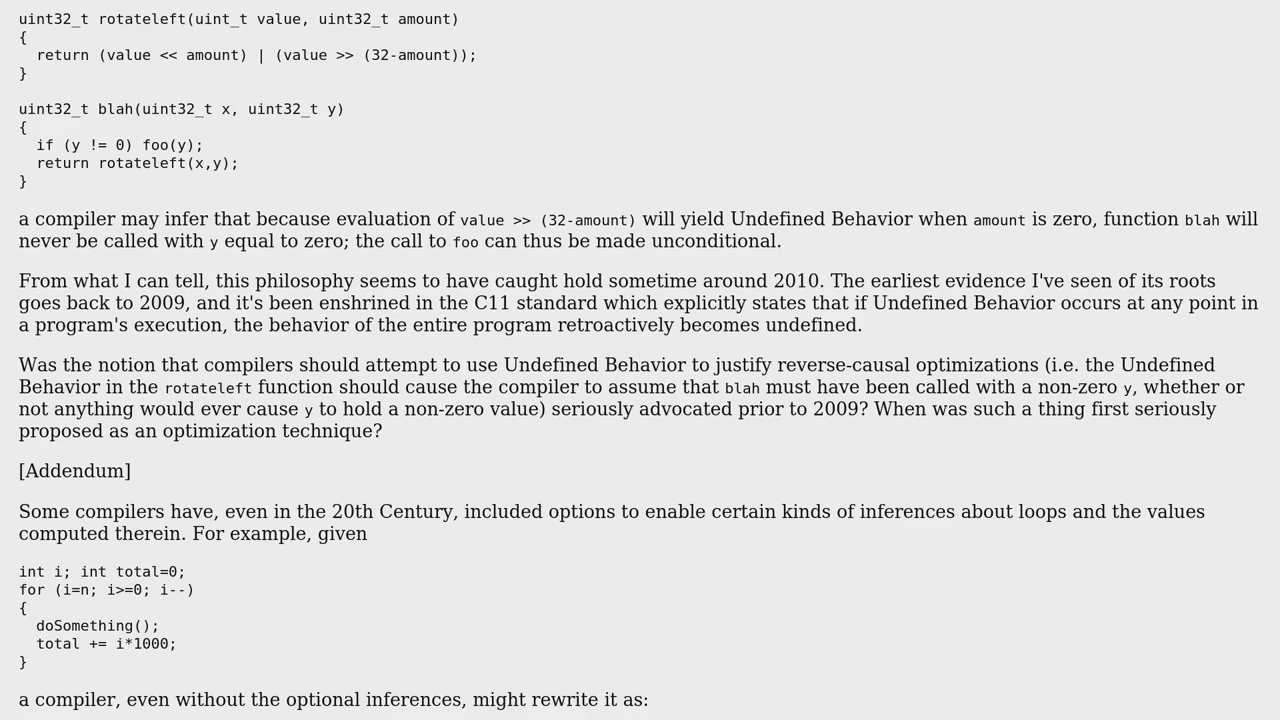 uint32_t rotateleft(uint_t value, uint32_t amount)
{
  return (value << amount) | (value >> (32-amount));
}
uint32_t blah(uint32_t x, uint32_t y)
{
  if (y != 0) foo(y);
  return rotateleft(x,y);
}
a compiler may infer that because evaluation of value >> (32-amount) will yield Undefined Behavior when amount is zero, function blah will
never be called with y equal to zero; the call to foo can thus be made unconditional.
From what I can tell, this philosophy seems to have caught hold sometime around 2010. The earliest evidence I've seen of its roots
goes back to 2009, and it's been enshrined in the C11 standard which explicitly states that if Undefined Behavior occurs at any point in
a program's execution, the behavior of the entire program retroactively becomes undefined.
Was the notion that compilers should attempt to use Undefined Behavior to justify reverse-causal optimizations (i.e. the Undefined
Behavior in the rotateleft function should cause the compiler to assume that blah must have been called with a non-zero y, whether or
not anything would ever cause y to hold a non-zero value) seriously advocated prior to 2009? When was such a thing first seriously
proposed as an optimization technique?
[Addendum]
Some compilers have, even in the 20th Century, included options to enable certain kinds of inferences about loops and the values
computed therein. For example, given
int i; int total=0;
for (i=n; i>=0; i--)
{
  doSomething();
  total += i*1000;
}
a compiler, even without the optional inferences, might rewrite it as: